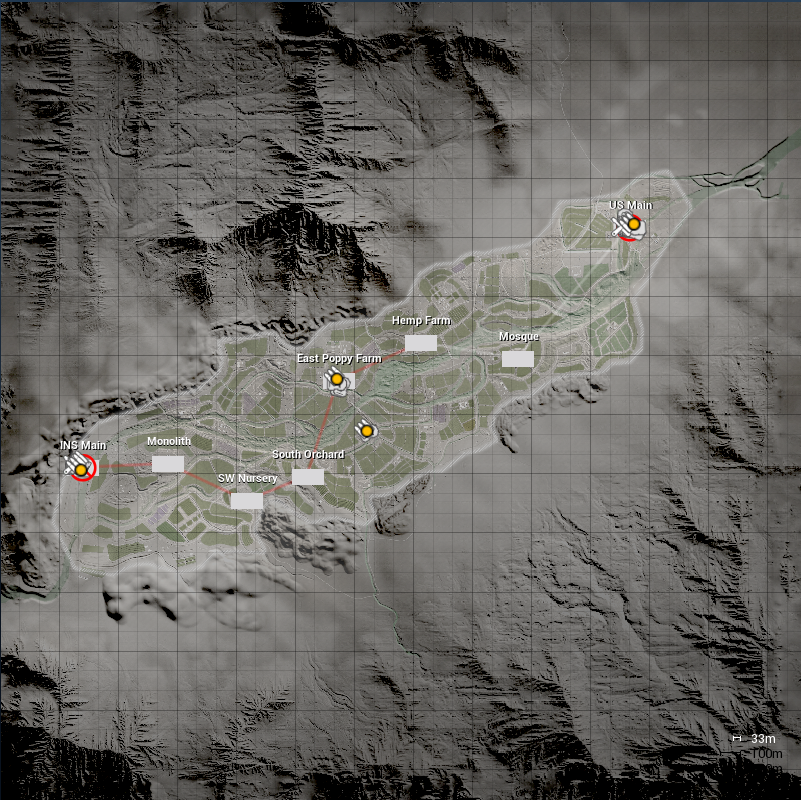 US Main
Hemp Farm
Mosque
East Poppy Farm
INS Main
Monolith
South Orchard
SW Nursery
33m
100m